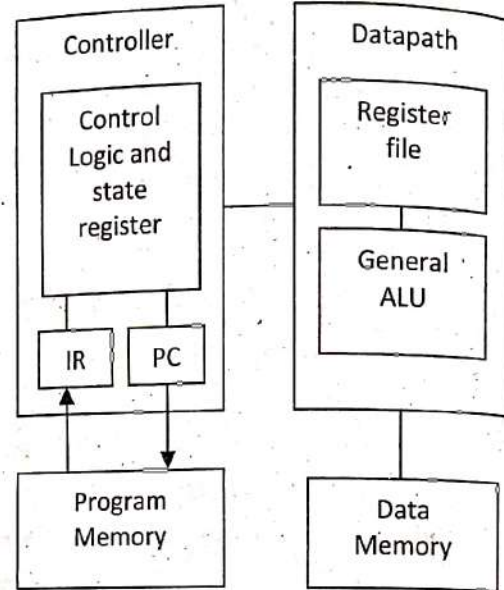 Controller
Control
Logic and
state
register
IR
PC
Program
Memory
Datapath
Register
file
General
ALU
Data
Memory